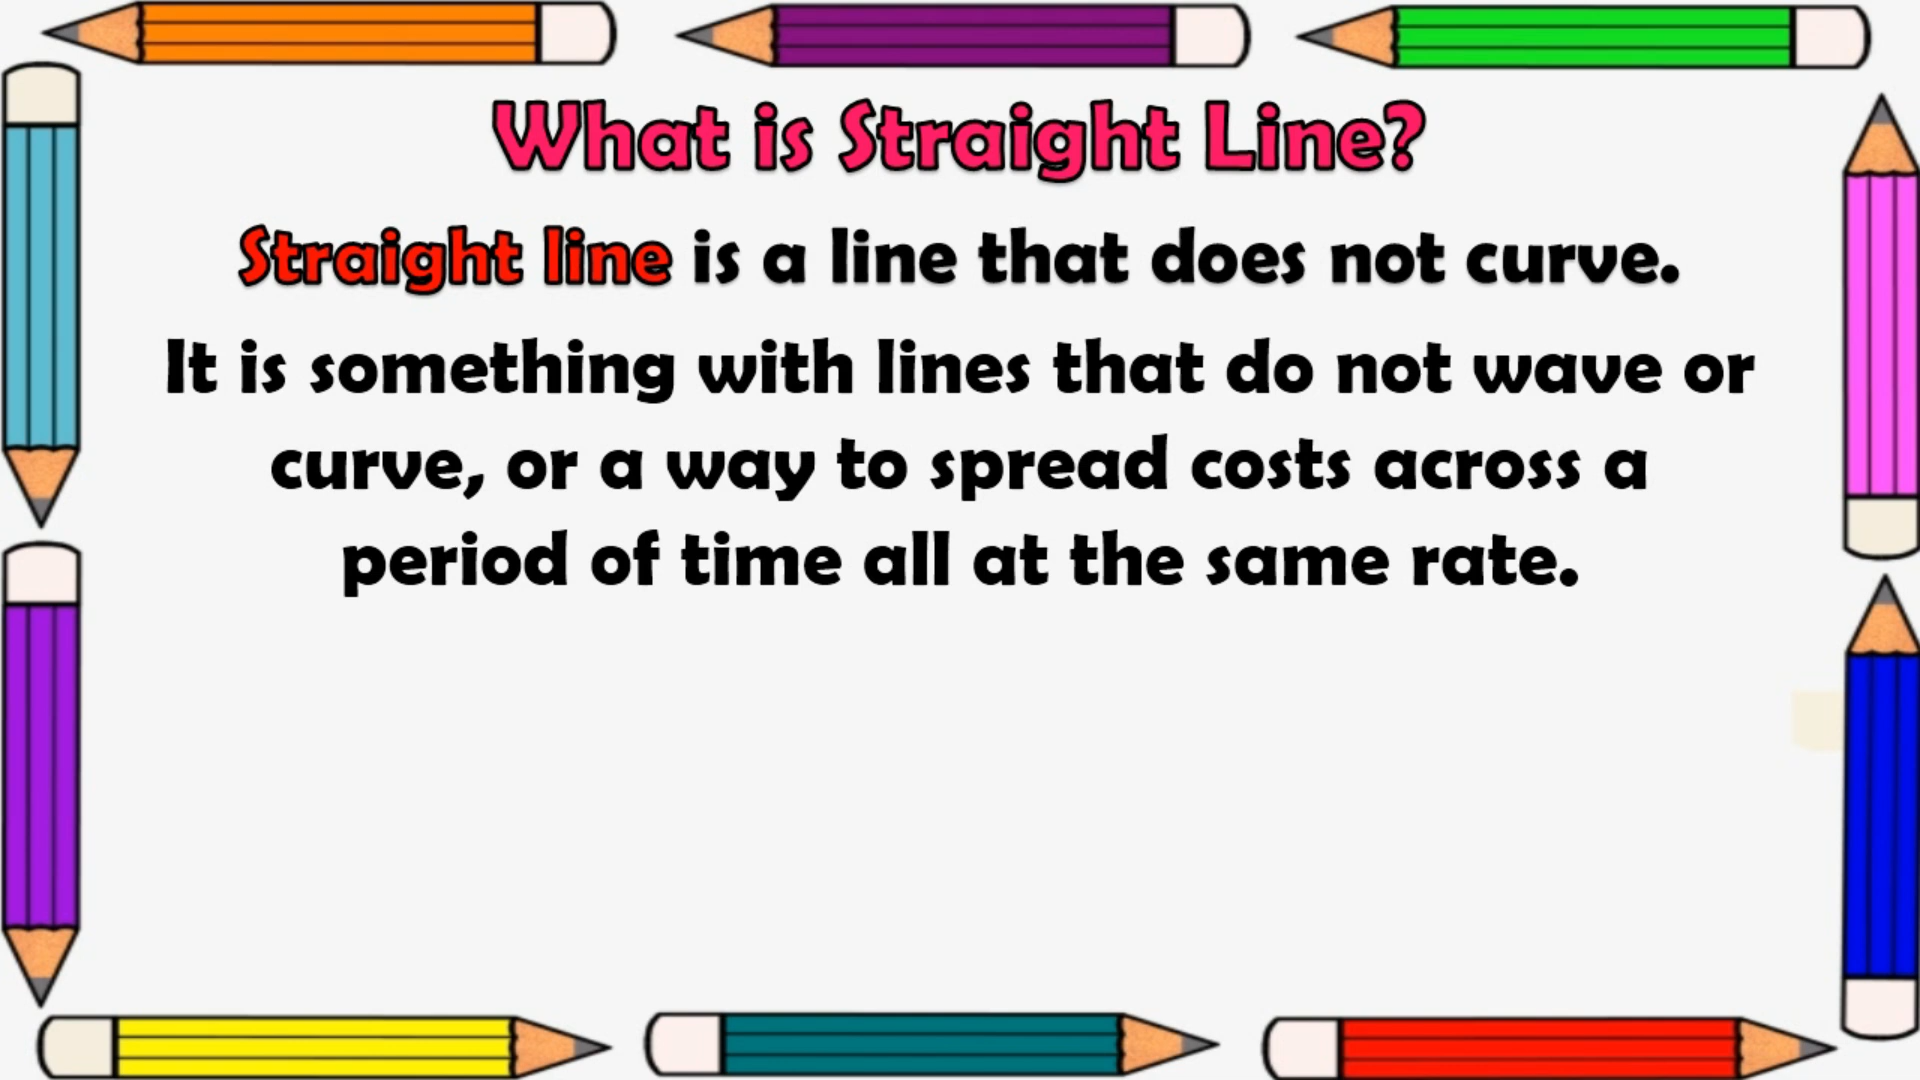 What is Straight Line?
Straight line is a line that does not curve.
It is something with lines that do not wave or
curve, or a way to spread costs across a
period of time all at the same rate.